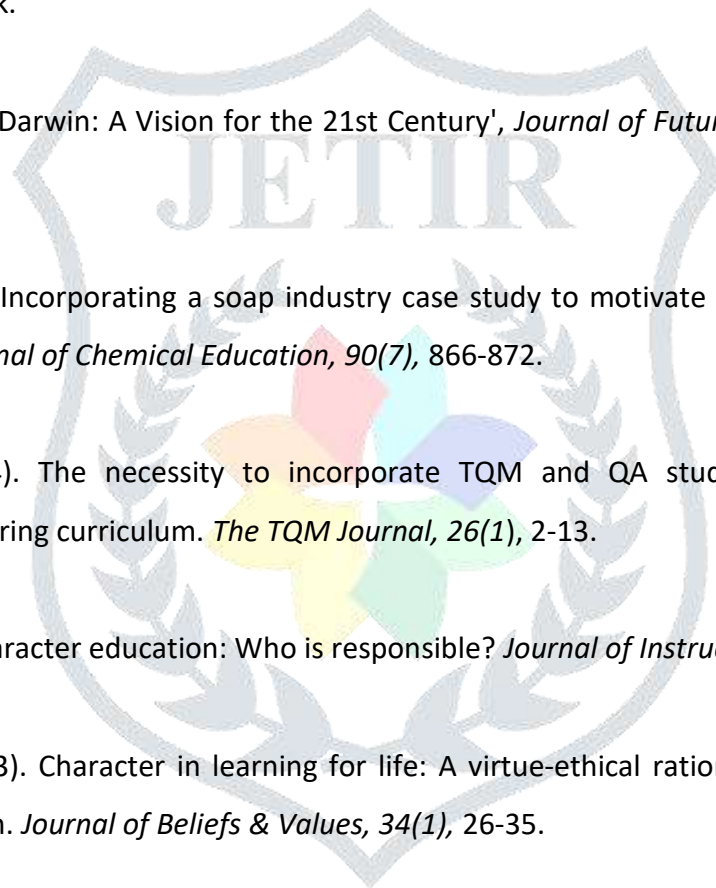 k.
Darwin: A Vision for the 21st Century', Journal of Futur
JETIR
Incorporating a soap industry case study to motivate
nal of Chemical Education, 90(7), 866-872.
4). The necessity to incorporate TQM and QA stud
ring curriculum. The TQM Journal, 26(1), 2-13.
aracter education: Who is responsible? Journal of Instru
3). Character in learning for life: A virtue-ethical ration
n. Journal of Beliefs & Values, 34(1), 26-35.